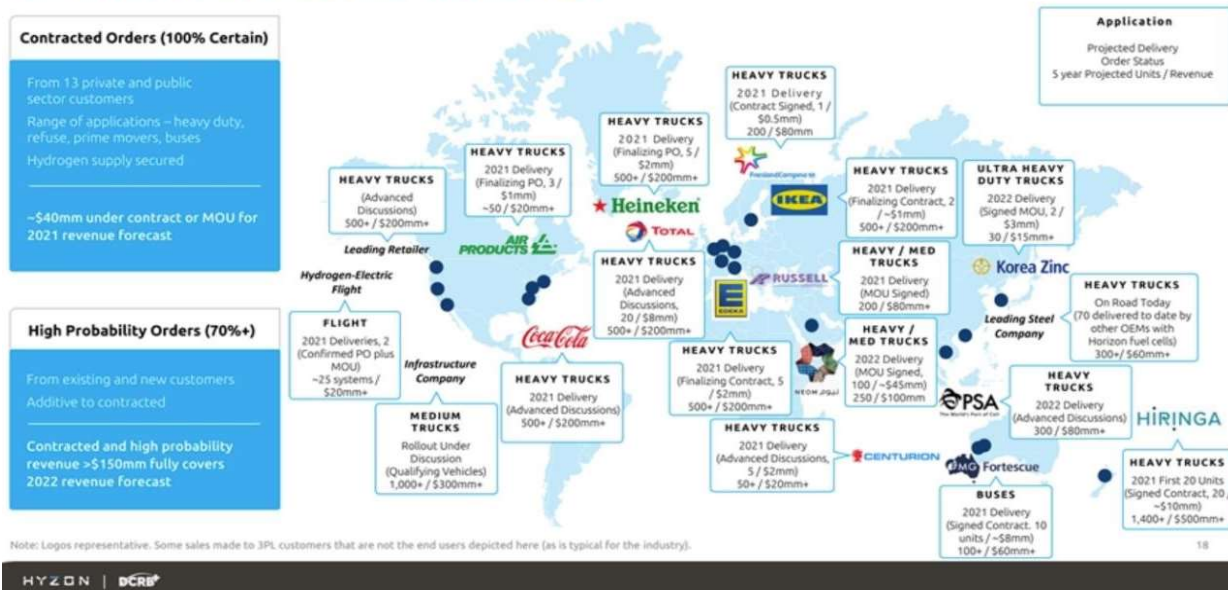 Contracted Orders (100% Certain)
From 13 private and public
sector customers
Range of applications – heavy duty,
refuse, prime movers, buses
Hydrogen supply secured
~$40mm under contract or MOU for
2021 revenue forecast
High Probability Orders (70%+)
From existing and new customers
Additive to contracted
Contracted and high probability
revenue >$150mm fully covers
2022 revenue forecast
Application
Projected Delivery
Order Status
5 year Projected Units / Revenue
HEAVY TRUCKS
(Advanced
Discussions)
500+ / $200mm+
Leading Retailer
HEAVY TRUCKS
2021 Delivery
(Finalizing PO, 3 /
$1mm)
~50 / $20mm+
AIR
PRODUCTS
HEAVY TRUCKS
2021 Delivery
(Finalizing PO, 5 /
$2mm)
500+ / $200mm+
Heineken
HEAVY TRUCKS
2021 Delivery
(Contract Signed, 1 /
$0.5mm)
200 / $80mm
FrieslandCampina
HEAVY TRUCKS
2021 Delivery
(Finalizing Contract, 2
/ ~$1mm)
500+ / $200mm+
IKEA
ULTRA HEAVY
DUTY TRUCKS
2022 Delivery
(Signed MOU, 2 /
$3mm)
30 / $15mm+
Korea Zinc
TOTAL
HEAVY TRUCKS
2021 Delivery
(Advanced
Discussions,
20 / $8mm)
500+ / $200mm+
HEAVY / MED
TRUCKS
2021 Delivery
(MOU Signed)
200 / $80mm+
RUSSELL
E
EDEKA
HEAVY TRUCKS
On Road Today
(70 delivered to date by
other OEMs with
Horizon fuel cells)
300+/ $60mm+
Leading Steel
Company
Hydrogen-Electric
Flight
FLIGHT
2021 Deliveries, 2
(Confirmed PO plus
MOU)
~25 systems /
$20mm+
Infrastructure
Company
MEDIUM
TRUCKS
Rollout Under
Discussion
(Qualifying Vehicles)
1,000+ / $300mm+
Coca-Cola
HEAVY TRUCKS
2021 Delivery
(Advanced Discussions)
500+ / $200mm+
HEAVY TRUCKS
2021 Delivery
(Finalizing Contract, 5
/ $2mm)
500+ / $200mm+
HEAVY /
MED TRUCKS
2022 Delivery
(MOU Signed,
100 / ~$45mm)
250 / $100mm
NEOM نيوم
HEAVY TRUCKS
2021 Delivery
(Advanced Discussions,
5 / $2mm)
50+ / $20mm+
CENTURION
PSA
The World's Port of Call
HEAVY
TRUCKS
2022 Delivery
(Advanced Discussions)
300 / $80mm+
HIRINGA
HEAVY TRUCKS
2021 First 20 Units
(Signed Contract, 20 /
~$10mm)
1,400+ / $500mm+
FMG Fortescue
BUSES
2021 Delivery
(Signed Contract. 10
units / ~$8mm)
100+ / $60mm+
Note: Logos representative. Some sales made to 3PL customers that are not the end users depicted here (as is typical for the industry).
18
HYZON | DCRB+